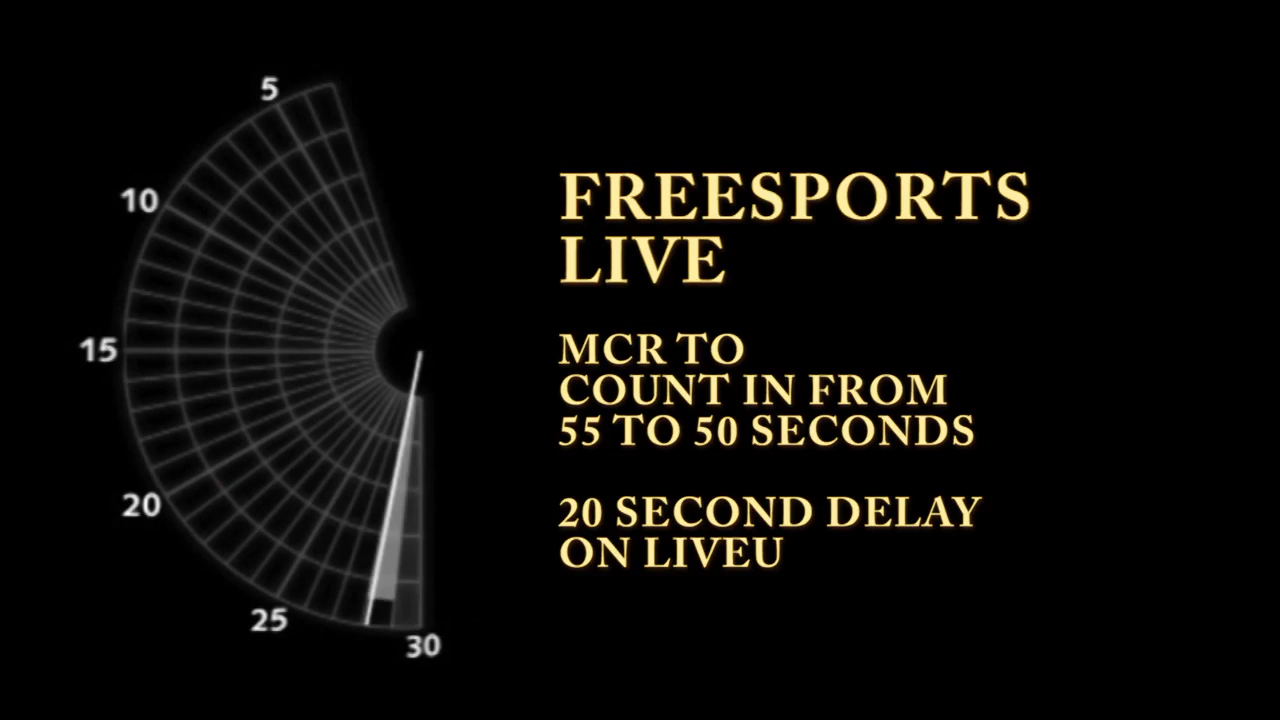 5
10
15
20
25
30
FREESPORTS
LIVE
MCR TO
COUNT IN FROM
55 TO 50 SECONDS
20 SECOND DELAY
ON LIVEU